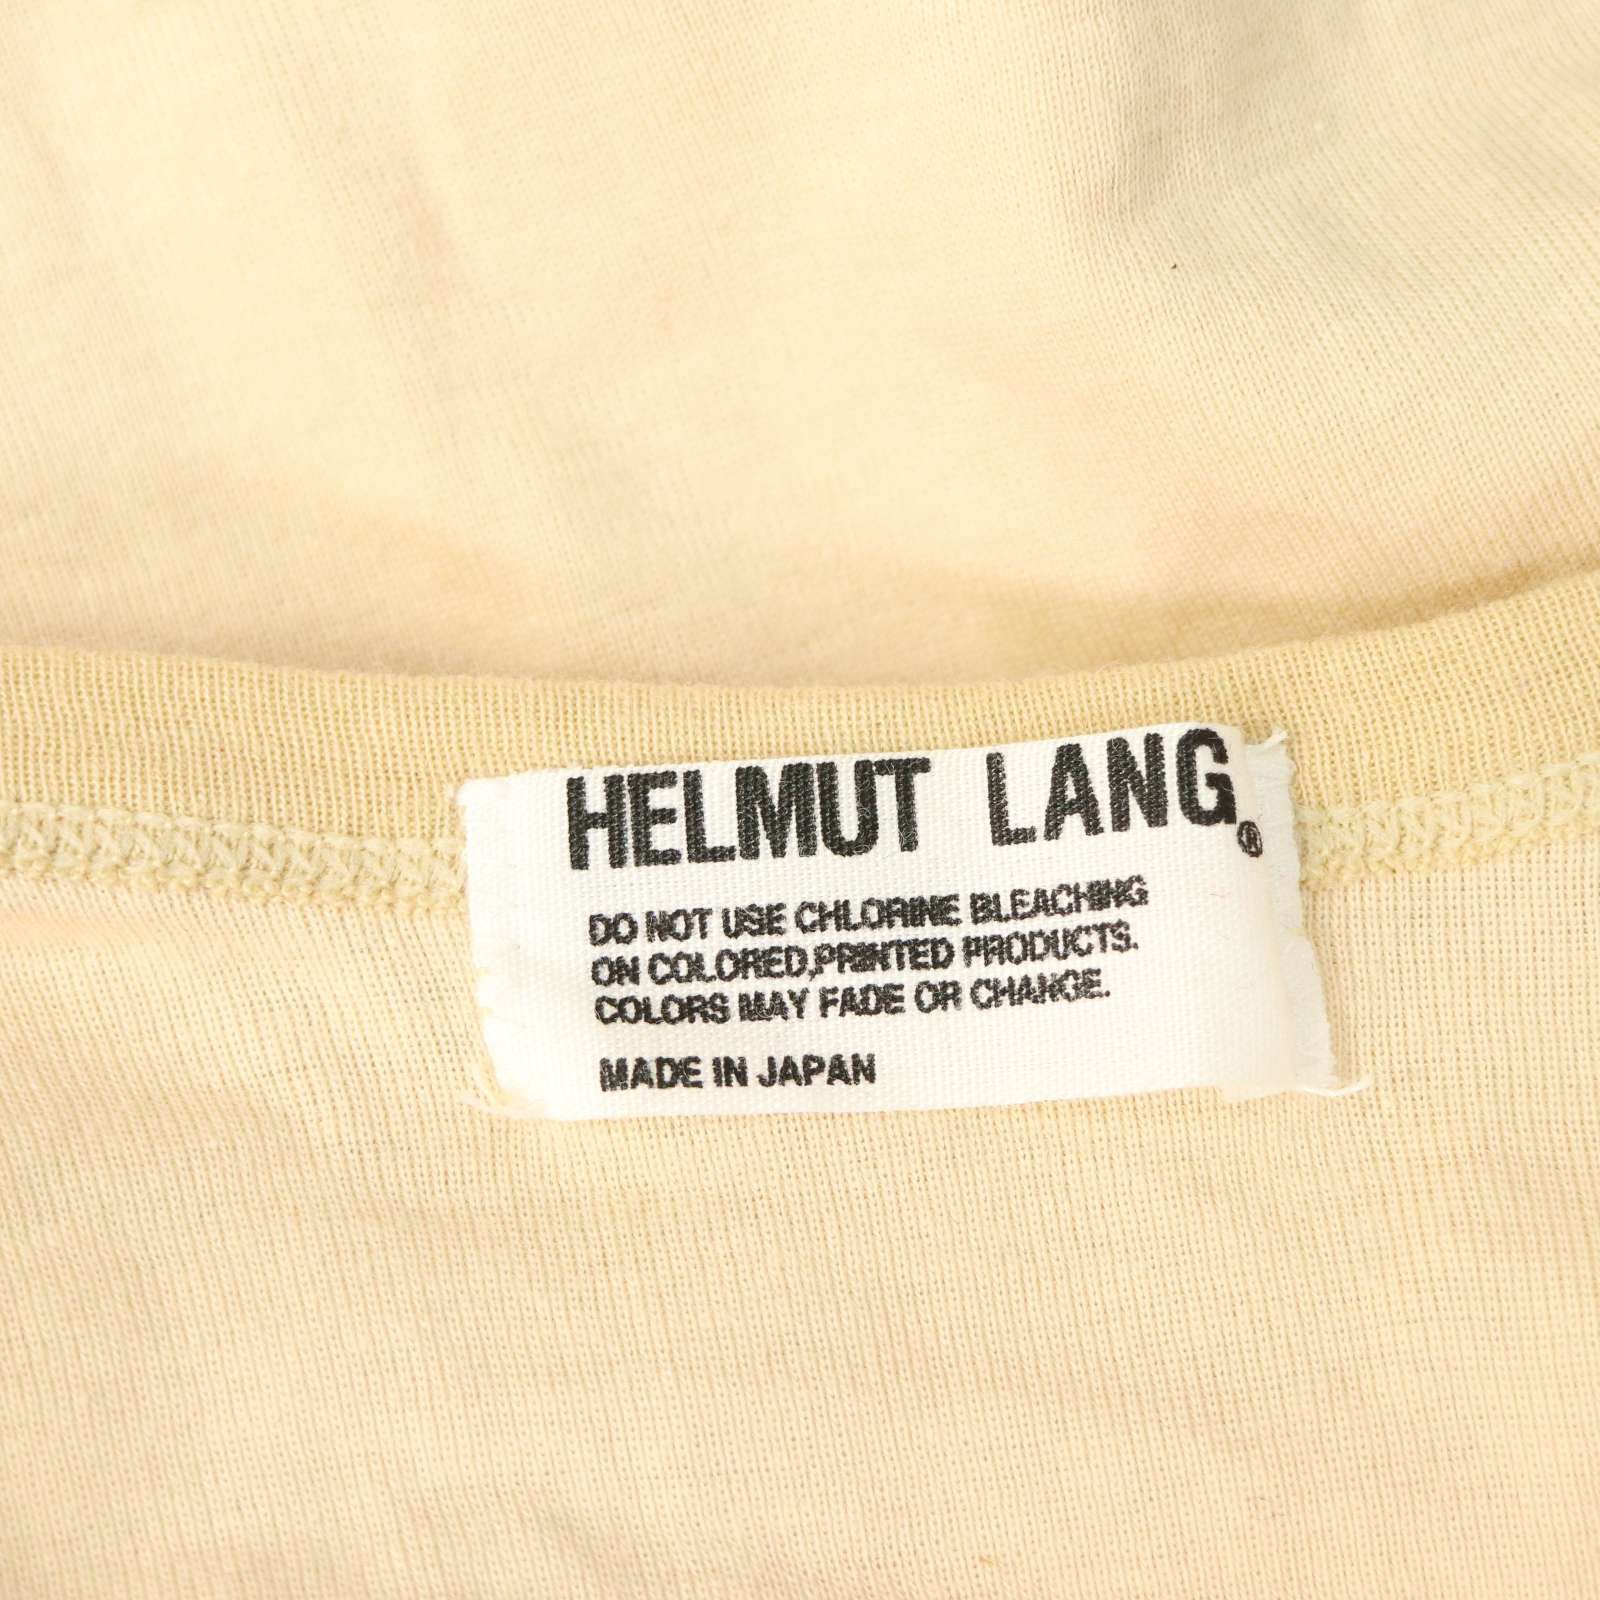 HELMUT LANG®
DO NOT USE CHLORINE BLEACHING
ON COLORED,PRINTED PRODUCTS.
COLORS MAY FADE OR CHANGE.
MADE IN JAPAN